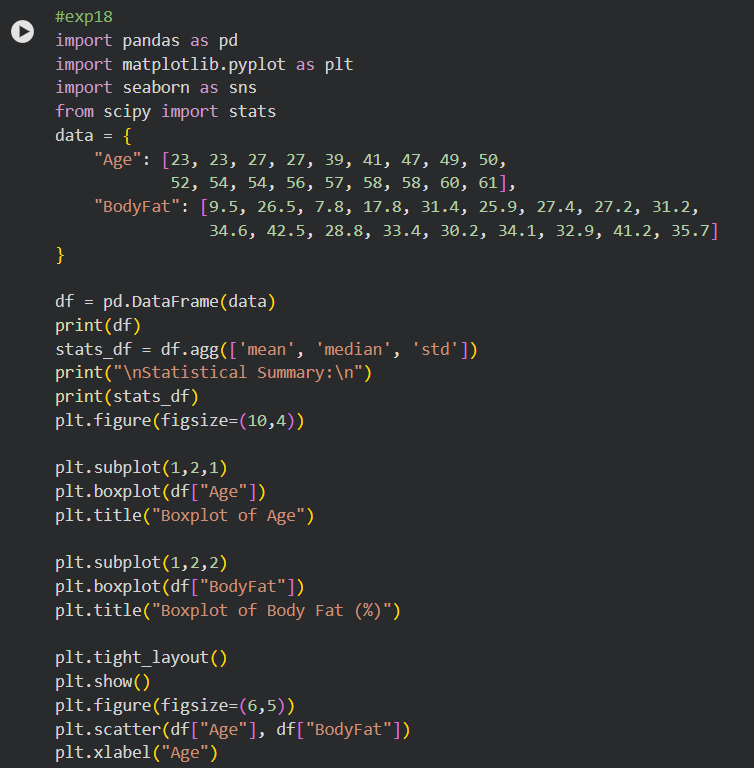 #exp18
import pandas as pd
import matplotlib.pyplot as plt
import seaborn as sns
from scipy import stats
data = {
    "Age": [23, 23, 27, 27, 39, 41, 47, 49, 50,
            52, 54, 54, 56, 57, 58, 58, 60, 61],
    "BodyFat": [9.5, 26.5, 7.8, 17.8, 31.4, 25.9, 27.4, 27.2, 31.2,
                34.6, 42.5, 28.8, 33.4, 30.2, 34.1, 32.9, 41.2, 35.7]
}

df = pd.DataFrame(data)
print(df)
stats_df = df.agg(['mean', 'median', 'std'])
print("\nStatistical Summary:\n")
print(stats_df)
plt.figure(figsize=(10,4))

plt.subplot(1,2,1)
plt.boxplot(df["Age"])
plt.title("Boxplot of Age")

plt.subplot(1,2,2)
plt.boxplot(df["BodyFat"])
plt.title("Boxplot of Body Fat (%)")

plt.tight_layout()
plt.show()
plt.figure(figsize=(6,5))
plt.scatter(df["Age"], df["BodyFat"])
plt.xlabel("Age")